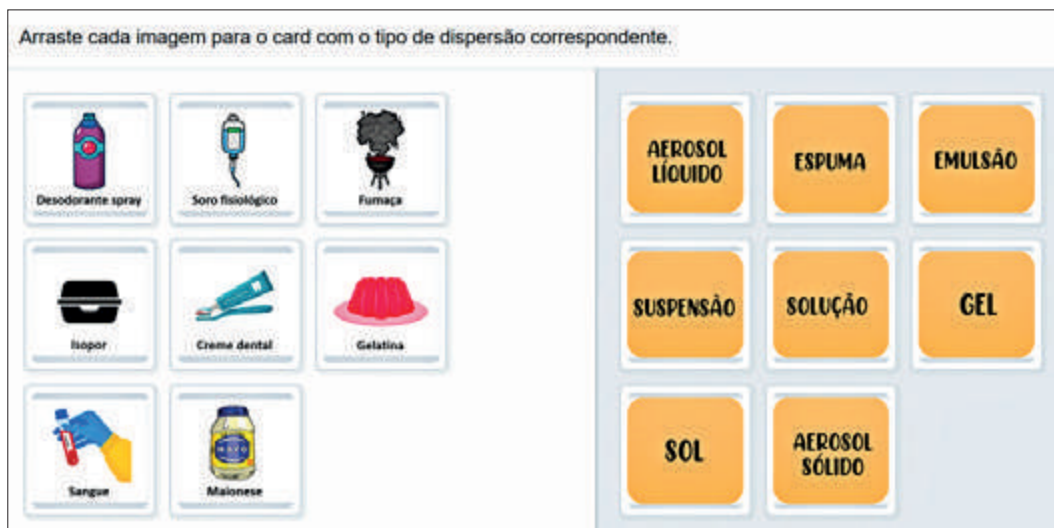 Arraste cada imagem para o card com o tipo de dispersão correspondente.
Desodorante spray
Soro fisiológico
Fumaça
Isopor
Creme dental
Gelatina
Sangue
MAYO
Maionese
AEROSOL
LÍQUIDO
ESPUMA
EMULSÃO
SUSPENSÃO
SOLUÇÃO
GEL
SOL
AEROSOL
SÓLIDO